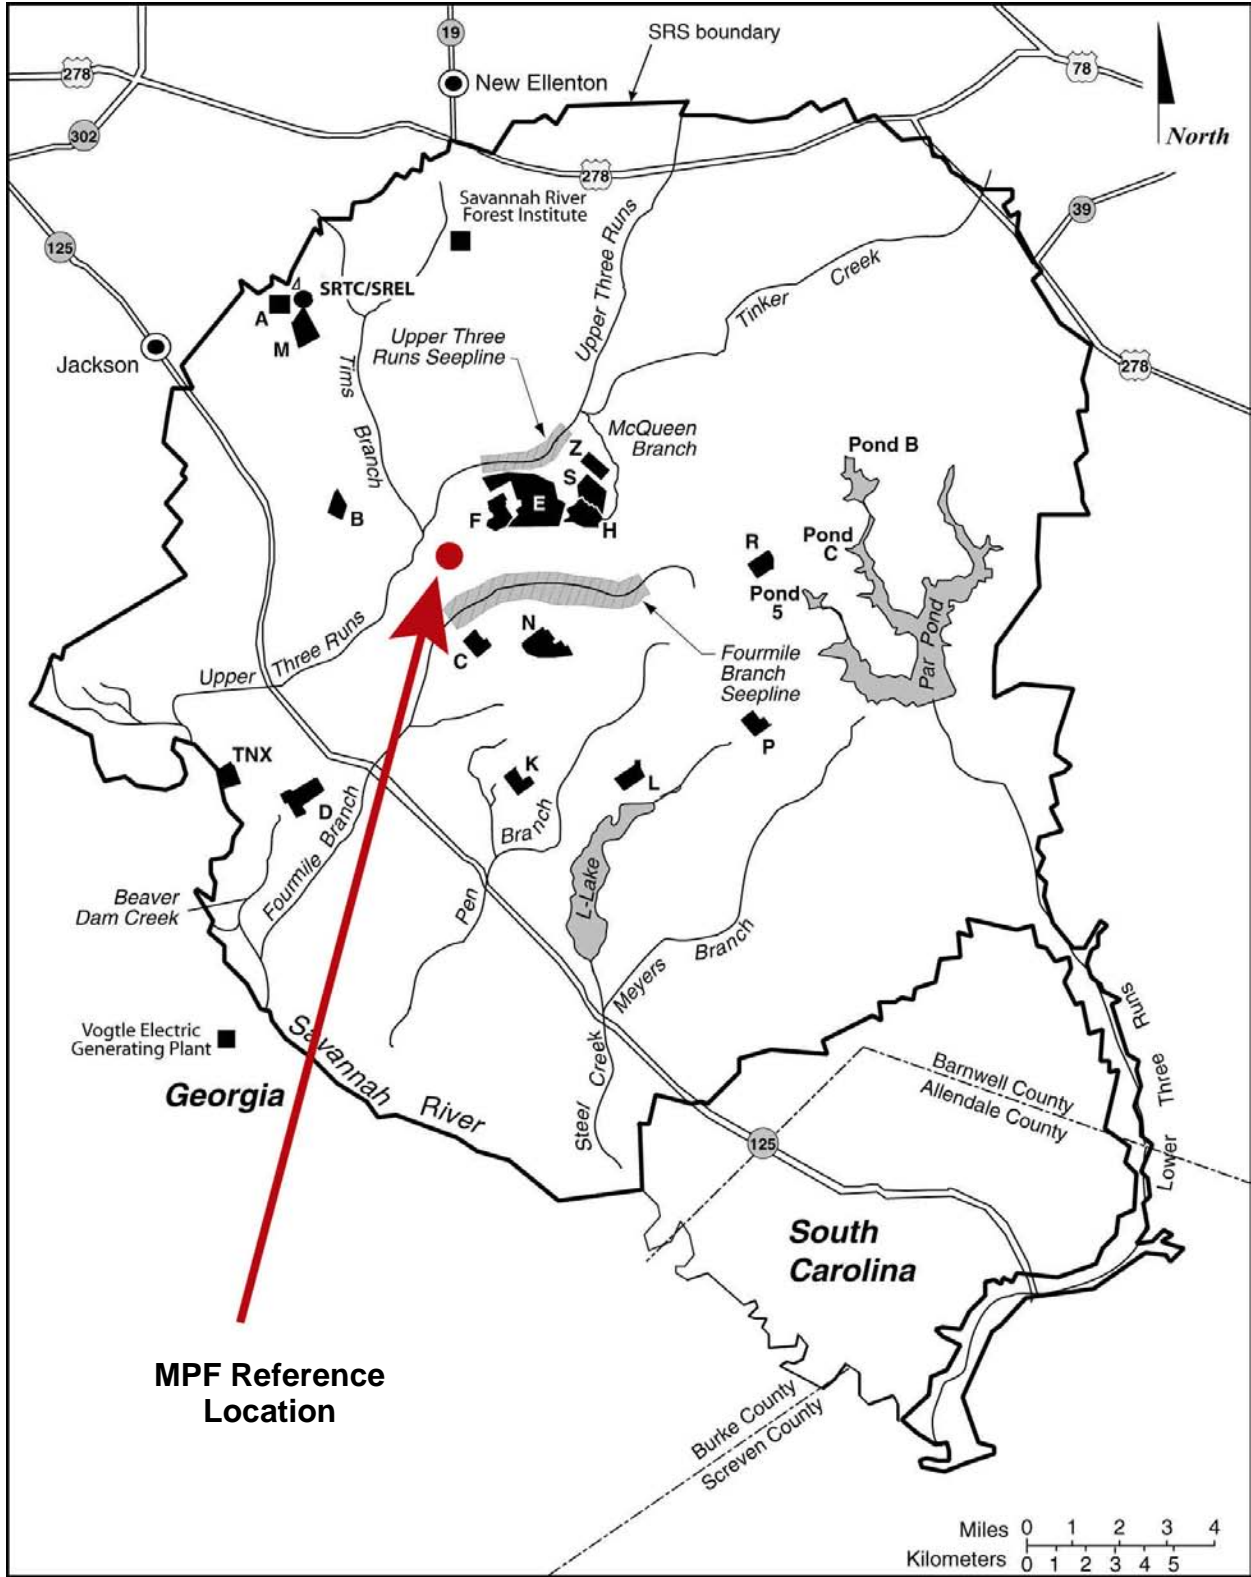 19
SRS boundary
278
New Ellenton
78
302
North
278
Savannah River
Forest Institute
39
125
Upper Three Runs
Tinker
Creek
SRTC/SREL
A
M
Upper Three
Runs Seepline
Jackson
278
Tims
Branch
McQueen
Branch
Pond B
Z
S
E
F
H
B
R
Pond
C
Pond
5
Par Pond
N
C
Upper
Three Runs
Fourmile
Branch
Seepline
P
TNX
K
L
D
Branch
Fourmile
Branch
Pen
L-Lake
Beaver
Dam Creek
Meyers
Branch
Vogtle Electric
Generating Plant
Georgia
Savannah
River
Steel
Creek
Lower
Three
Runs
Barnwell County
Allendale County
125
South
Carolina
MPF Reference
Location
Burke County
Screven County
Miles 0 1 2 3 4
Kilometers 0 1 2 3 4 5